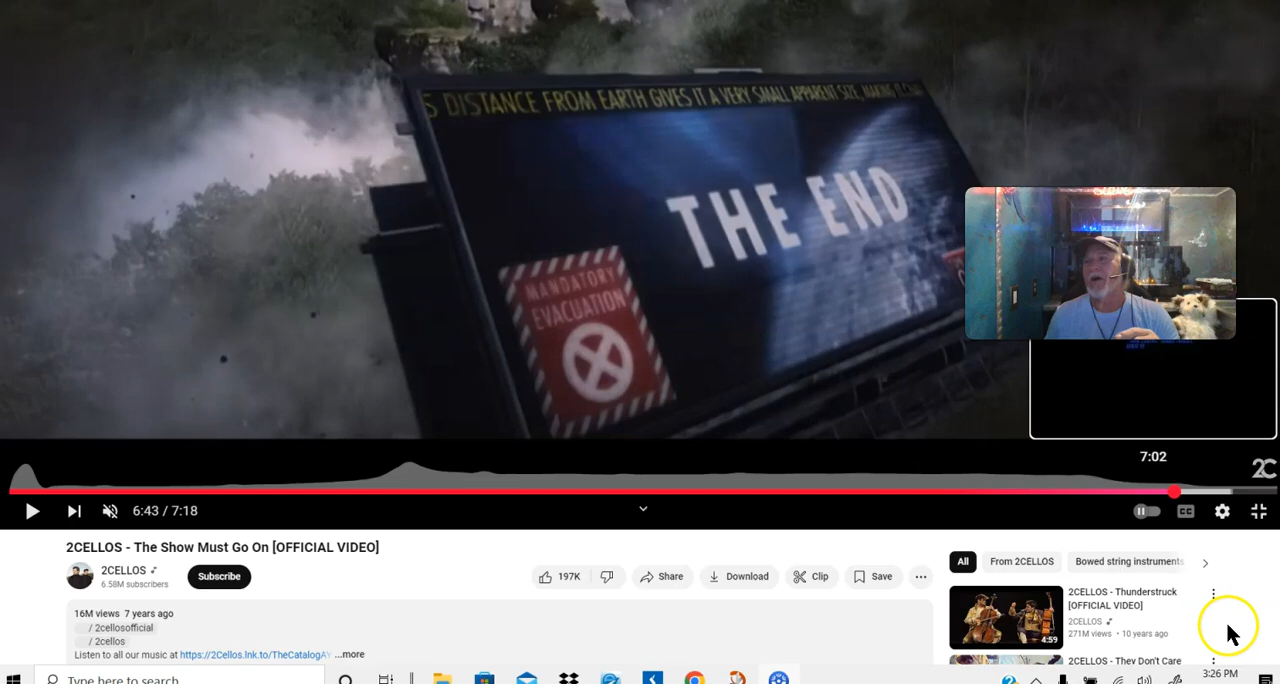 S DISTANCE FROM EARTH GIVES IT A VERY SMALL APPARENT SIZE, MAKING IT
THE END
MANDATORY
EVACUATION
7:02
2C
6:43 / 7:18
CC
2CELLOS - The Show Must Go On [OFFICIAL VIDEO]
2CELLOS
6.58M subscribers
Subscribe
197K
Share
Download
Clip
Save
...
16M views 7 years ago
/ 2cellosofficial
/ 2cellos
Listen to all our music at https://2Cellos.lnk.to/TheCatalogAY ...more
All
From 2CELLOS
Bowed string instruments
2CELLOS - Thunderstruck
[OFFICIAL VIDEO]
2CELLOS
271M views • 10 years ago
4:59
2CELLOS - They Don't Care
Type here to search
3:26 PM